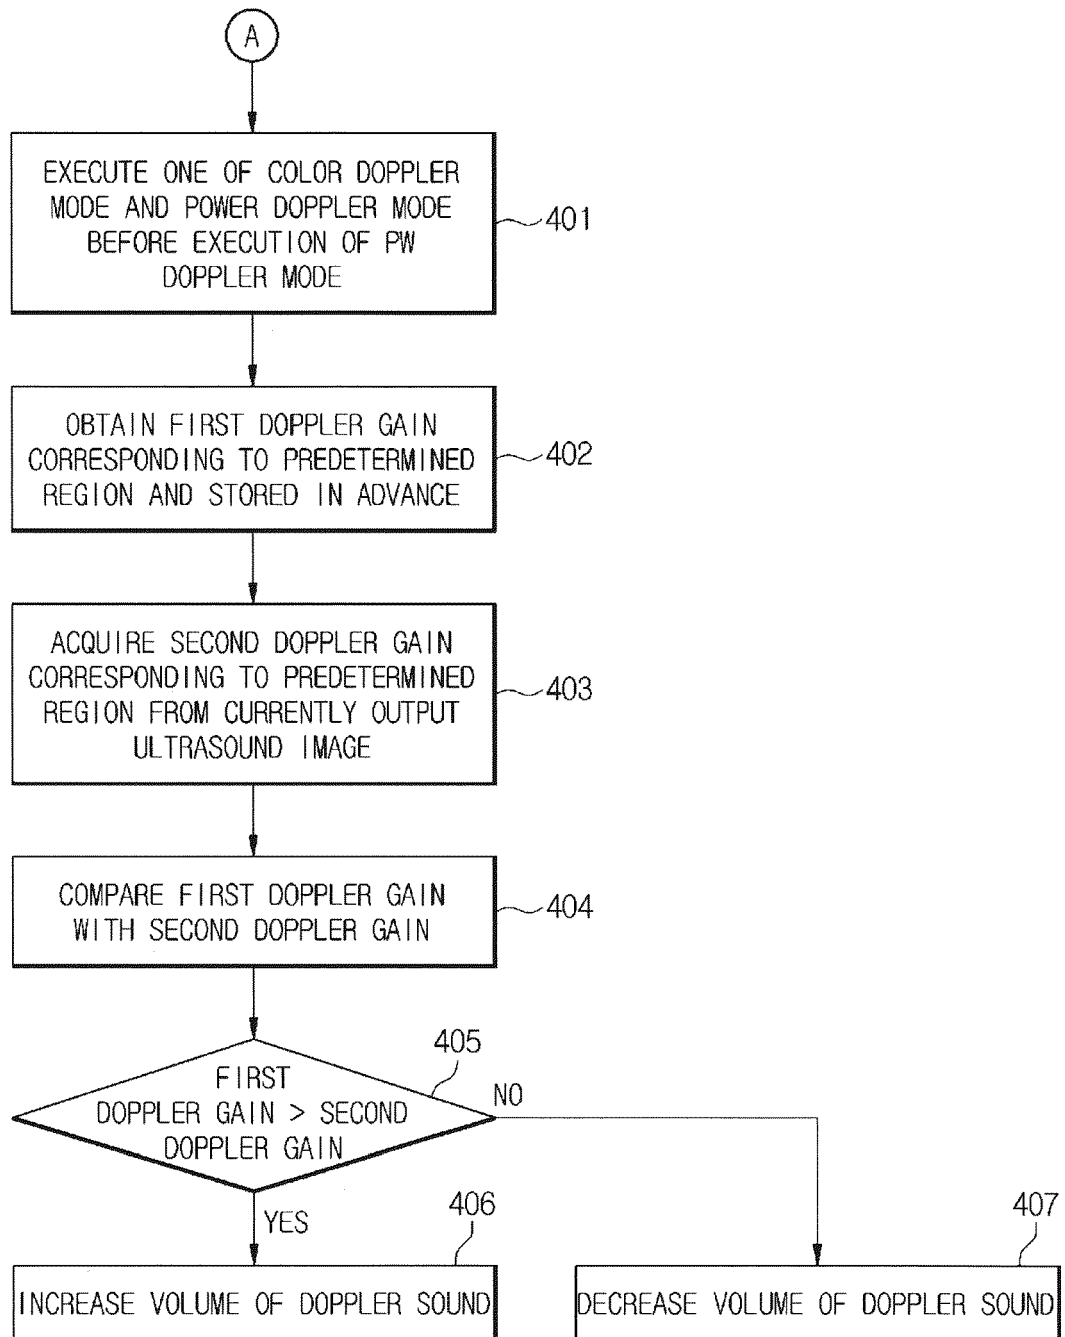 A
EXECUTE ONE OF COLOR DOPPLER
MODE AND POWER DOPPLER MODE
BEFORE EXECUTION OF PW
DOPPLER MODE
401
OBTAIN FIRST DOPPLER GAIN
CORRESPONDING TO PREDETERMINED
REGION AND STORED IN ADVANCE
402
ACQUIRE SECOND DOPPLER GAIN
CORRESPONDING TO PREDETERMINED
REGION FROM CURRENTLY OUTPUT
ULTRASOUND IMAGE
403
COMPARE FIRST DOPPLER GAIN
WITH SECOND DOPPLER GAIN
404
405
FIRST
DOPPLER GAIN > SECOND
DOPPLER GAIN
NO
YES
406
INCREASE VOLUME OF DOPPLER SOUND
407
DECREASE VOLUME OF DOPPLER SOUND